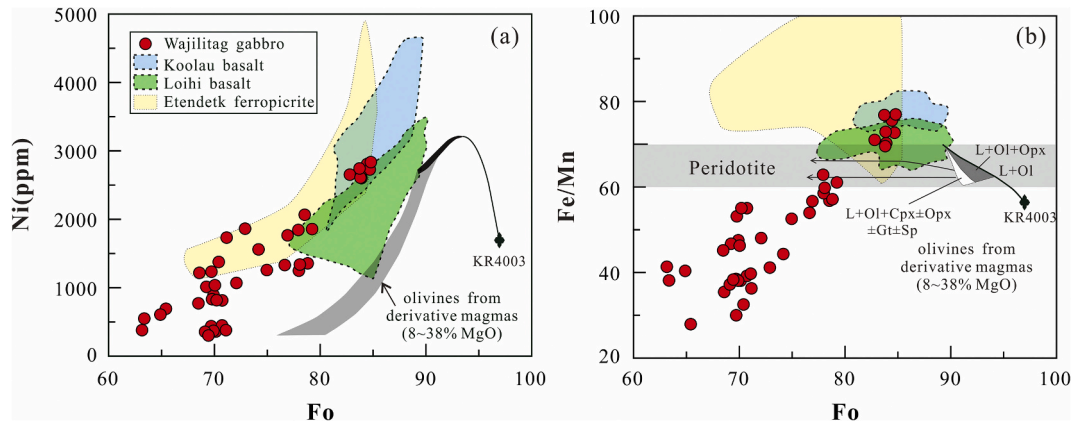 (a)
Ni(ppm)
5000
4000
3000
2000
1000
0
Wajilitag gabbro
Koolau basalt
Loihi basalt
Etendetk ferropicrite
KR4003
olivines from
derivative magmas
(8~38% MgO)
60
70
80
90
100
Fo
(b)
Fe/Mn
100
80
60
40
20
Peridotite
L+Ol+Opx
L+Ol
KR4003
L+Ol+Cpx±Opx
±Gt±Sp
olivines from
derivative magmas
(8~38% MgO)
60
70
80
90
100
Fo